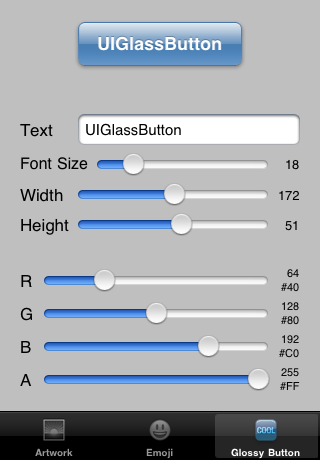 UIGlassButton
Text UIGlassButton
Font Size 18
Width 172
Height 51
R 64
#40
G 128
#80
B 192
#C0
A 255
#FF
COOL
Artwork Emoji Glossy Button